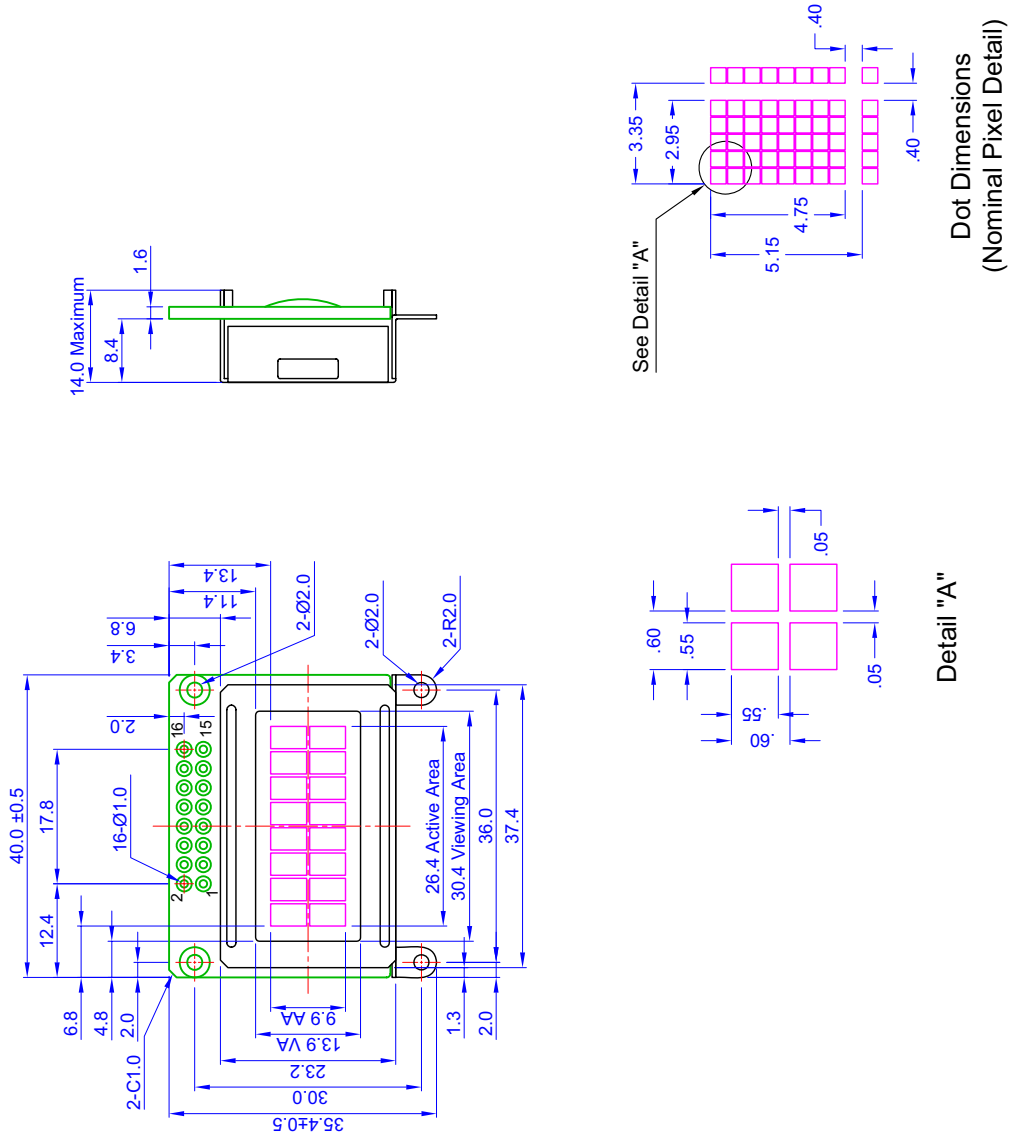 40.0 ±0.5
17.8
12.4
16-Ø1.0
2.0
3.4
6.8
11.4
13.4
2-Ø2.0
2-Ø2.0
2-R2.0
2
1
16
15
6.8
4.8
2.0
2-C1.0
26.4 Active Area
30.4 Viewing Area
36.0
37.4
1.3
2.0
9.9 AA
13.9 VA
23.2
30.0
35.4±0.5
14.0 Maximum
8.4
1.6
See Detail "A"
3.35
2.95
4.75
5.15
.40
.40
Dot Dimensions
(Nominal Pixel Detail)
.60
.55
.55
.60
.05
.05
Detail "A"